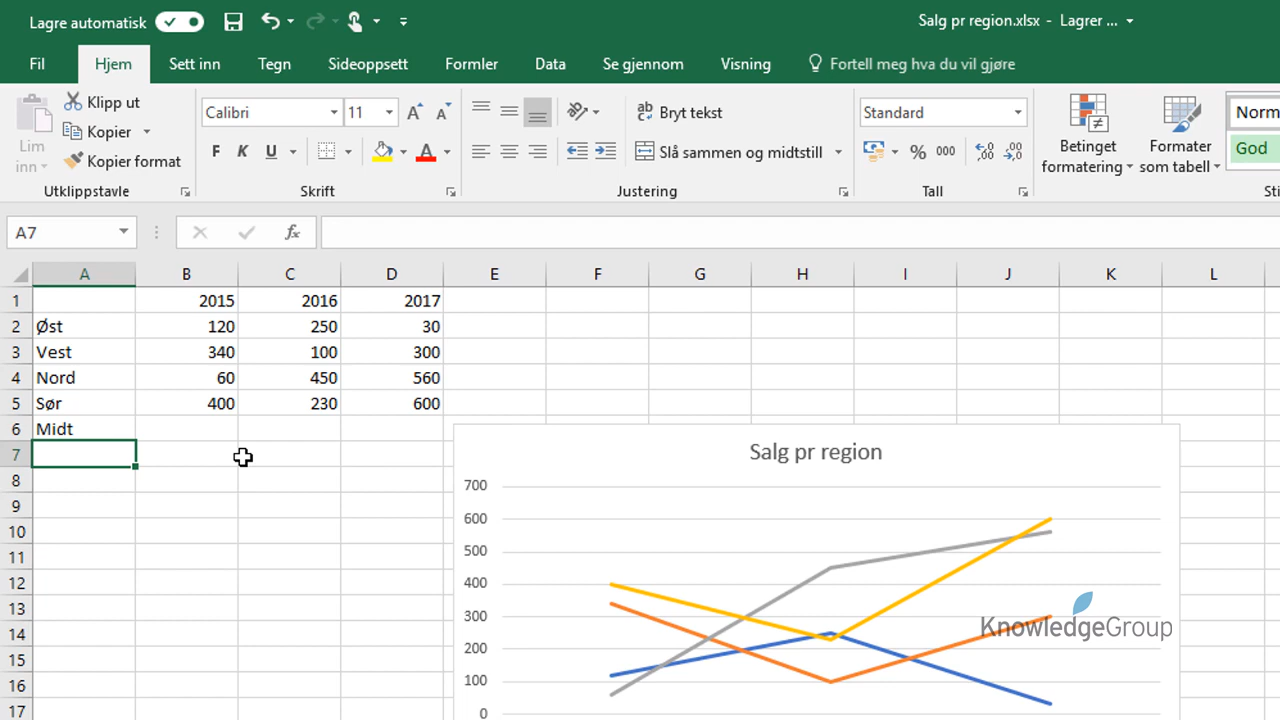 Lagre automatisk
Salg pr region.xlsx - Lagrer ...
Fil Hjem Sett inn Tegn Sideoppsett Formler Data Se gjennom Visning Fortell meg hva du vil gjøre
Lim inn
Klipp ut
Kopier
Kopier format
Utklippstavle
Calibri 11
F K U
Skrift
Bryt tekst
Slå sammen og midtstill
Justering
Standard
% 000
Tall
Betinget formatering
Formater som tabell
Norm
God
Sti
A7 fx
A B C D E F G H I J K L
1 2015 2016 2017
2 Øst 120 250 30
3 Vest 340 100 300
4 Nord 60 450 560
5 Sør 400 230 600
6 Midt
7
8
9
10
11
12
13
14
15
16
17
Salg pr region
700
600
500
400
300
200
100
0
KnowledgeGroup